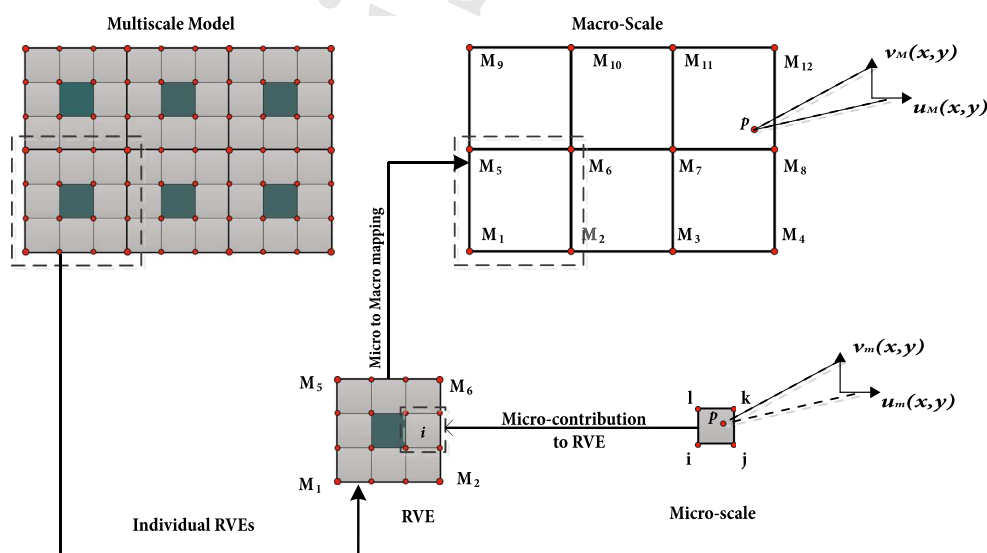 Multiscale Model
Macro-Scale
M9 M10 M11 M12
vM(x,y)
uM(x,y)
p
M5 M6 M7 M8
M1 M2 M3 M4
Micro to Macro mapping
M5 M6
i
M1 M2
RVE
Individual RVEs
Micro-contribution
to RVE
vm(x,y)
um(x,y)
l k
p
i j
Micro-scale